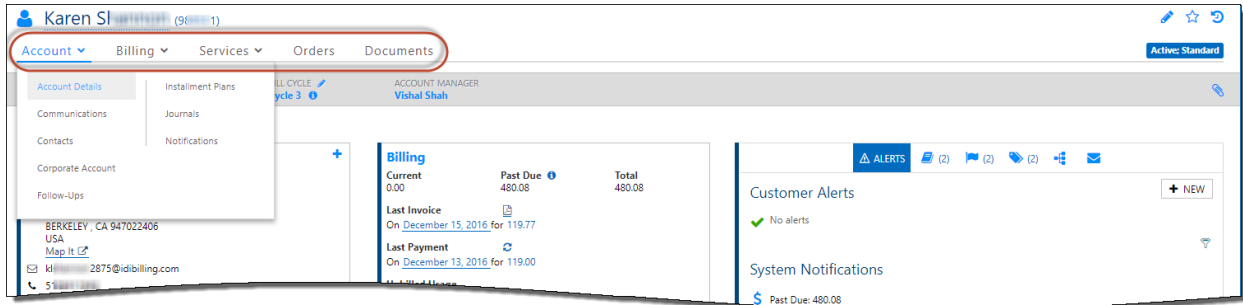 Karen
Active; Standard
Account Billing Services Orders Documents
Account Details Installment Plans
Communications Journals
Contacts Notifications
Corporate Account
Follow-Ups
CYCLE
3
ACCOUNT MANAGER
Vishal Shah
BERKELEY , CA 947022406
USA
Map It
2875@idibilling.com
Billing
Current Past Due Total
0.00 480.08 480.08
Last Invoice
On December 15, 2016 for 119.77
Last Payment
On December 13, 2016 for 119.00
Unbilled Usage
ALERTS (2) (2) (2)
Customer Alerts
+ NEW
No alerts
System Notifications
$ Past Due: 480.08